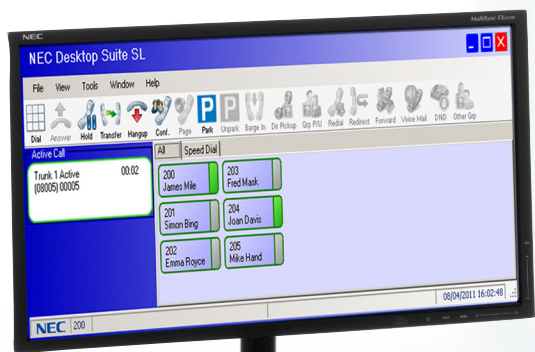 NEC
MultiSync EX231W
NEC Desktop Suite SL
File View Tools Window Help
Dial Answer Hold Transfer Hangup Conf. Page Park Unpark Barge In Dir Pickup Grp P/U Redial Redirect Forward Voice Mail DND Other Grp
Active Call
All Speed Dial
Trunk 1 Active 00:02
(08005) 00005
200
James Mile
203
Fred Mask
201
Simon Bing
204
Joan Davis
202
Emma Royce
205
Mike Hand
08/04/2011 16:02:48
NEC 200